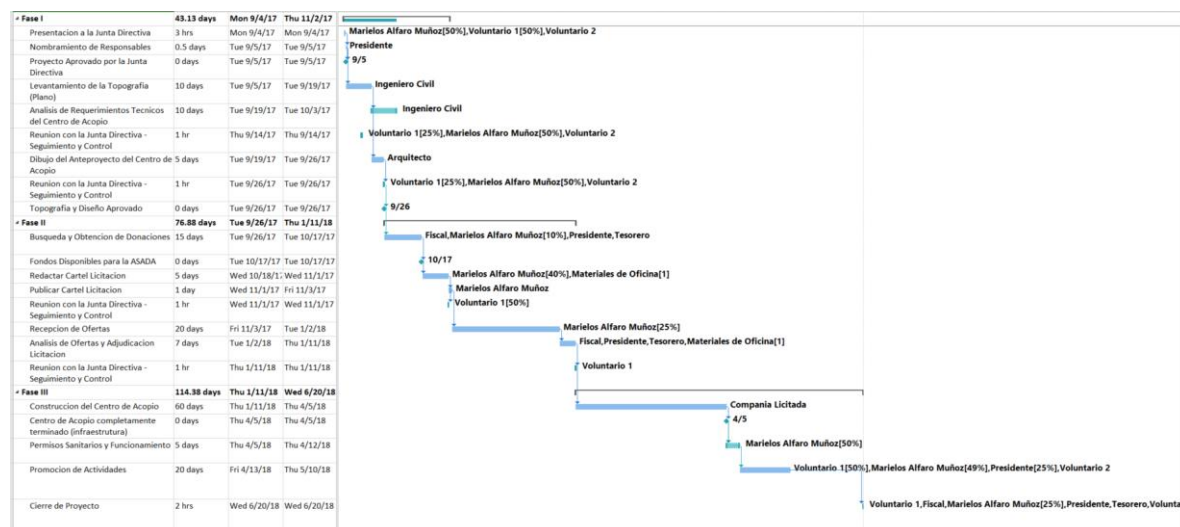 Fase I 43.13 days Mon 9/4/17 Thu 11/2/17
Presentacion a la Junta Directiva 3 hrs Mon 9/4/17 Mon 9/4/17 Marielos Alfaro Muñoz[50%],Voluntario 1[50%],Voluntario 2
Nombramiento de Responsables 0.5 days Tue 9/5/17 Tue 9/5/17 Presidente
Proyecto Aprovado por la Junta 0 days Tue 9/5/17 Tue 9/5/17 9/5
Directiva
Levantamiento de la Topografia 10 days Tue 9/5/17 Tue 9/19/17 Ingeniero Civil
(Plano)
Analisis de Requerimientos Tecnicos 10 days Tue 9/19/17 Tue 10/3/17 Ingeniero Civil
del Centro de Acopio
Reunion con la Junta Directiva - 1 hr Thu 9/14/17 Thu 9/14/17 Voluntario 1[25%],Marielos Alfaro Muñoz[50%],Voluntario 2
Seguimiento y Control
Dibujo del Anteproyecto del Centro de 5 days Tue 9/19/17 Tue 9/26/17 Arquitecto
Acopio
Reunion con la Junta Directiva - 1 hr Tue 9/26/17 Tue 9/26/17 Voluntario 1[25%],Marielos Alfaro Muñoz[50%],Voluntario 2
Seguimiento y Control
Topografia y Diseño Aprovado 0 days Tue 9/26/17 Tue 9/26/17 9/26
Fase II 76.88 days Tue 9/26/17 Thu 1/11/18
Busqueda y Obtencion de Donaciones 15 days Tue 9/26/17 Tue 10/17/17 Fiscal,Marielos Alfaro Muñoz[10%],Presidente,Tesorero
Fondos Disponibles para la ASADA 0 days Tue 10/17/17 Tue 10/17/17 10/17
Redactar Cartel Licitacion 5 days Wed 10/18/17 Wed 11/1/17 Marielos Alfaro Muñoz[40%],Materiales de Oficina[1]
Publicar Cartel Licitacion 1 day Wed 11/1/17 Fri 11/3/17 Marielos Alfaro Muñoz
Reunion con la Junta Directiva - 1 hr Wed 11/1/17 Wed 11/1/17 Voluntario 1[50%]
Seguimiento y Control
Recepcion de Ofertas 20 days Fri 11/3/17 Tue 1/2/18 Marielos Alfaro Muñoz[25%]
Analisis de Ofertas y Adjudicacion 7 days Tue 1/2/18 Thu 1/11/18 Fiscal,Presidente,Tesorero,Materiales de Oficina[1]
Licitacion
Reunion con la Junta Directiva - 1 hr Thu 1/11/18 Thu 1/11/18 Voluntario 1
Seguimiento y Control
Fase III 114.38 days Thu 1/11/18 Wed 6/20/18
Construccion del Centro de Acopio 60 days Thu 1/11/18 Thu 4/5/18 Compania Licitada
Centro de Acopio completamente 0 days Thu 4/5/18 Thu 4/5/18 4/5
terminado (infraestrutura)
Permisos Sanitarios y Funcionamiento 5 days Thu 4/5/18 Thu 4/12/18 Marielos Alfaro Muñoz[50%]
Promocion de Actividades 20 days Fri 4/13/18 Thu 5/10/18 Voluntario 1[50%],Marielos Alfaro Muñoz[49%],Presidente[25%],Voluntario 2
Cierre de Proyecto 2 hrs Wed 6/20/18 Wed 6/20/18 Voluntario 1,Fiscal,Marielos Alfaro Muñoz[25%],Presidente,Tesorero,Volunta